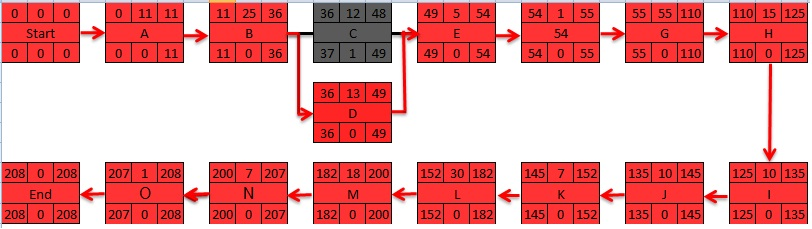 0 0 0 0 11 11 11 25 36 36 12 48 49 5 54 54 1 55 55 55 110 110 15 125
Start A B C E 54 G H
0 0 0 0 0 11 11 0 36 37 1 49 49 0 54 54 0 55 55 0 110 110 0 125
36 13 49
D
36 0 49
208 0 208 207 1 208 200 7 207 182 18 200 152 30 182 145 7 152 135 10 145 125 10 135
End O N M L K J I
208 0 208 207 0 208 200 0 207 182 0 200 152 0 182 145 0 152 135 0 145 125 0 135